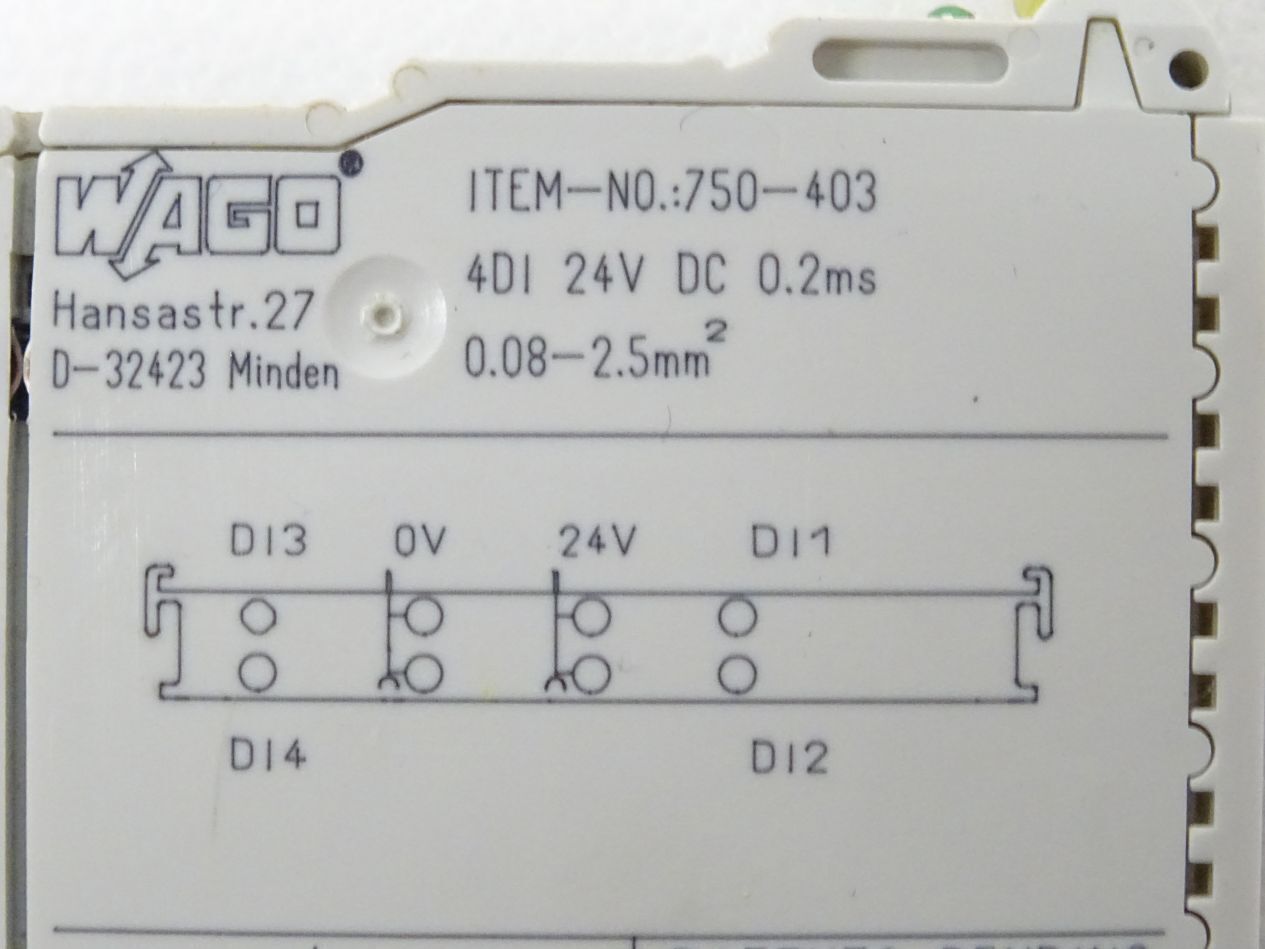 WAGO®
Hansastr.27
D-32423 Minden
ITEM-NO.:750-403
4DI 24V DC 0.2ms
0.08-2.5mm²
DI3 0V 24V DI1
DI4 DI2